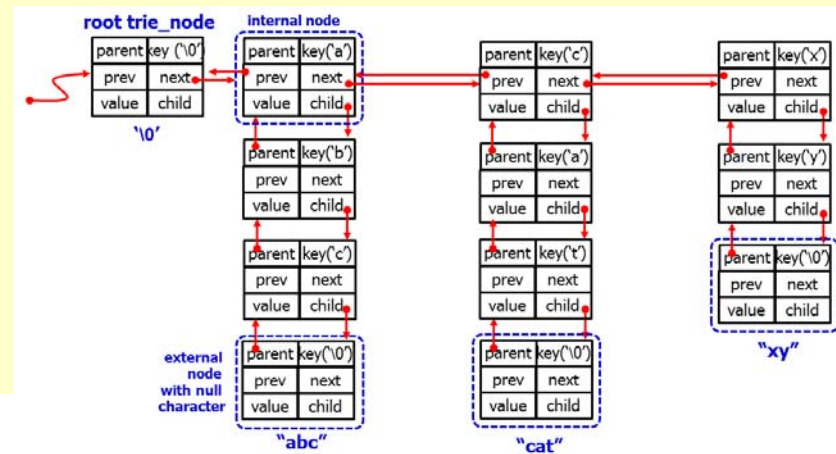 root trie_node
internal node
parent key ('\0')
prev next
value child
'\0'
parent key('a')
prev next
value child
parent key('c')
prev next
value child
parent key('x')
prev next
value child
parent key('b')
prev next
value child
parent key('a')
prev next
value child
parent key('y')
prev next
value child
parent key('c')
prev next
value child
parent key('t')
prev next
value child
parent key('\0')
prev next
value child
"xy"
external
node
with null
character
parent key('\0')
prev next
value child
"abc"
parent key('\0')
prev next
value child
"cat"